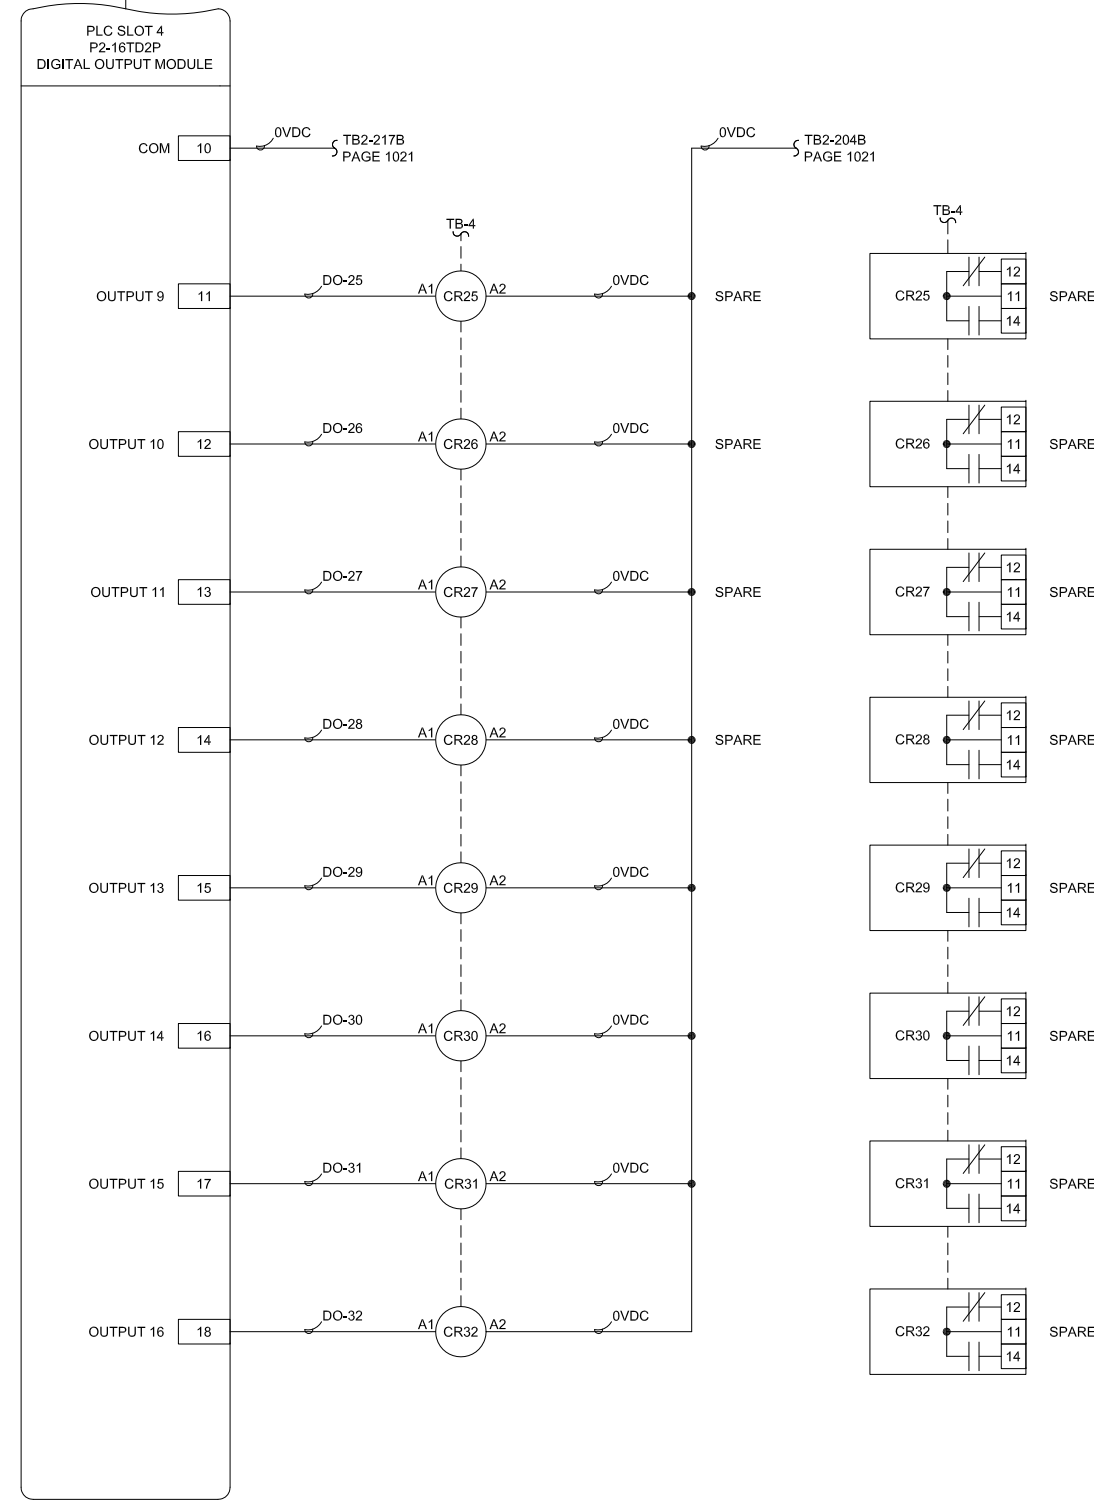 PLC SLOT 4
P2-16TD2P
DIGITAL OUTPUT MODULE
COM 10 0VDC TB2-217B
PAGE 1021
0VDC TB2-204B
PAGE 1021
TB-4
TB-4
OUTPUT 9 11 DO-25 A1 CR25 A2 0VDC SPARE
CR25 12 11 14 SPARE
OUTPUT 10 12 DO-26 A1 CR26 A2 0VDC SPARE
CR26 12 11 14 SPARE
OUTPUT 11 13 DO-27 A1 CR27 A2 0VDC SPARE
CR27 12 11 14 SPARE
OUTPUT 12 14 DO-28 A1 CR28 A2 0VDC SPARE
CR28 12 11 14 SPARE
OUTPUT 13 15 DO-29 A1 CR29 A2 0VDC
CR29 12 11 14 SPARE
OUTPUT 14 16 DO-30 A1 CR30 A2 0VDC
CR30 12 11 14 SPARE
OUTPUT 15 17 DO-31 A1 CR31 A2 0VDC
CR31 12 11 14 SPARE
OUTPUT 16 18 DO-32 A1 CR32 A2 0VDC
CR32 12 11 14 SPARE